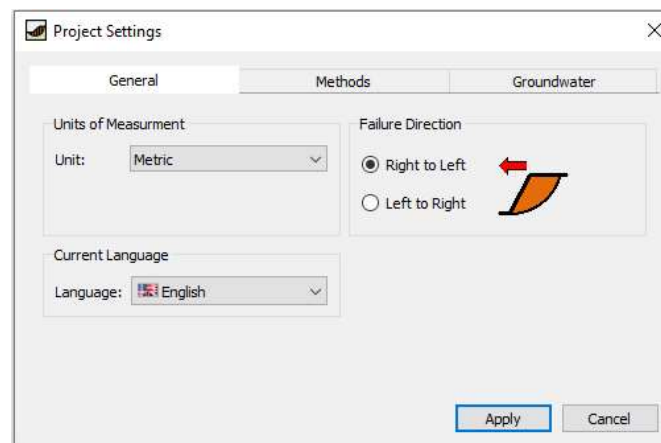 Project Settings
General
Methods
Groundwater
Units of Measurment
Unit:
Metric
Failure Direction
Right to Left
Left to Right
Current Language
Language:
English
Apply
Cancel